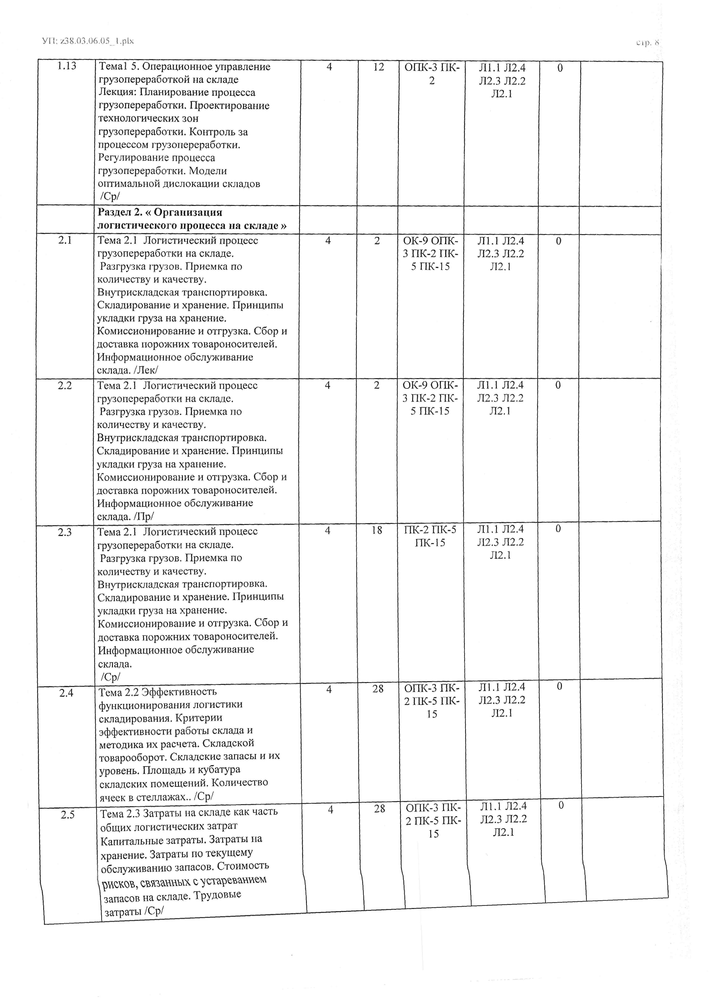 УП: z38.03.06.05_1.plx
стр. 8
1.13
Тема1 5. Операционное управление
грузопереработкой на складе
Лекция: Планирование процесса
грузопереработки. Проектирование
технологических зон
грузопереработки. Контроль за
процессом грузопереработки.
Регулирование процесса
грузопереработки. Модели
оптимальной дислокации складов
/Ср/
4
12
ОПК-3 ПК-
2
Л1.1 Л2.4
Л2.3 Л2.2
Л2.1
0
Раздел 2. « Организация
логистического процесса на складе »
2.1
Тема 2.1 Логистический процесс
грузопереработки на складе.
Разгрузка грузов. Приемка по
количеству и качеству.
Внутрискладская транспортировка.
Складирование и хранение. Принципы
укладки груза на хранение.
Комиссионирование и отгрузка. Сбор и
доставка порожних товароносителей.
Информационное обслуживание
склада. /Лек/
4
2
ОК-9 ОПК-
3 ПК-2 ПК-
5 ПК-15
Л1.1 Л2.4
Л2.3 Л2.2
Л2.1
0
2.2
Тема 2.1 Логистический процесс
грузопереработки на складе.
Разгрузка грузов. Приемка по
количеству и качеству.
Внутрискладская транспортировка.
Складирование и хранение. Принципы
укладки груза на хранение.
Комиссионирование и отгрузка. Сбор и
доставка порожних товароносителей.
Информационное обслуживание
склада. /Пр/
4
2
ОК-9 ОПК-
3 ПК-2 ПК-
5 ПК-15
Л1.1 Л2.4
Л2.3 Л2.2
Л2.1
0
2.3
Тема 2.1 Логистический процесс
грузопереработки на складе.
Разгрузка грузов. Приемка по
количеству и качеству.
Внутрискладская транспортировка.
Складирование и хранение. Принципы
укладки груза на хранение.
Комиссионирование и отгрузка. Сбор и
доставка порожних товароносителей.
Информационное обслуживание
склада.
/Ср/
4
18
ПК-2 ПК-5
ПК-15
Л1.1 Л2.4
Л2.3 Л2.2
Л2.1
0
2.4
Тема 2.2 Эффективность
функционирования логистики
складирования. Критерии
эффективности работы склада и
методика их расчета. Складской
товарооборот. Складские запасы и их
уровень. Площадь и кубатура
складских помещений. Количество
ячеек в стеллажах.. /Ср/
4
28
ОПК-3 ПК-
2 ПК-5 ПК-
15
Л1.1 Л2.4
Л2.3 Л2.2
Л2.1
0
2.5
Тема 2.3 Затраты на складе как часть
общих логистических затрат
Капитальные затраты. Затраты на
хранение. Затраты по текущему
обслуживанию запасов. Стоимость
рисков, связанных с устареванием
запасов на складе. Трудовые
затраты /Ср/
4
28
ОПК-3 ПК-
2 ПК-5 ПК-
15
Л1.1 Л2.4
Л2.3 Л2.2
Л2.1
0